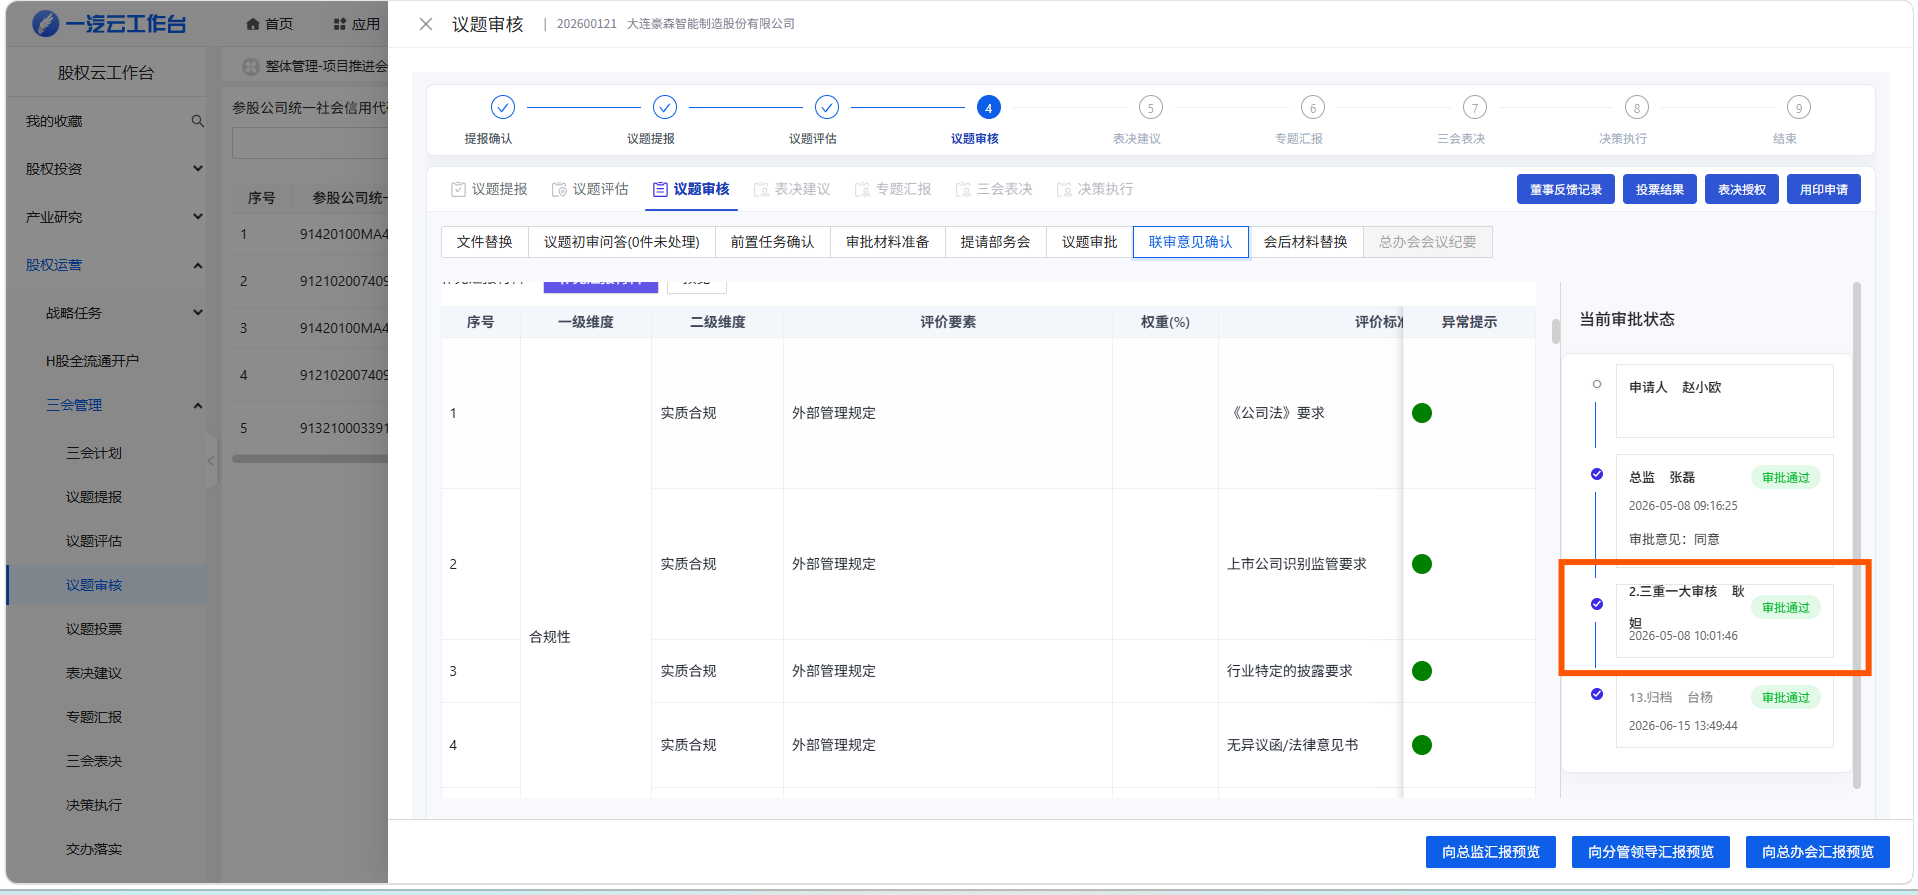 一汽云工作台
首页
应用
议题审核 | 202600121 大连豪森智能制造股份有限公司
股权云工作台
整体管理-项目推进会
我的收藏
股权投资
产业研究
股权运营
战略任务
H股全流通开户
三会管理
三会计划
议题提报
议题评估
议题审核
议题投票
表决建议
专题汇报
三会表决
决策执行
交办落实
参股公司统一社会信用代
序号 参股公司统一
1 91420100MA4
2 912102007409
3 91420100MA4
4 912102007409
5 913210003391
4 5 6 7 8 9
提报确认 议题提报 议题评估 议题审核 表决建议 专题汇报 三会表决 决策执行 结束
议题提报 议题评估 议题审核 表决建议 专题汇报 三会表决 决策执行
董事反馈记录 投票结果 表决授权 用印申请
文件替换 议题初审问答(0件未处理) 前置任务确认 审批材料准备 提请部务会 议题审批 联审意见确认 会后材料替换 总办会会议纪要
序号 一级维度 二级维度 评价要素 权重(%) 评价标准 异常提示
1 实质合规 外部管理规定 《公司法》要求
2 实质合规 外部管理规定 上市公司识别监管要求
合规性
3 实质合规 外部管理规定 行业特定的披露要求
4 实质合规 外部管理规定 无异议函/法律意见书
当前审批状态
申请人 赵小欧
总监 张磊 审批通过
2026-05-08 09:16:25
审批意见：同意
2.三重一大审核 耿
妲 审批通过
2026-05-08 10:01:46
13.归档 台杨 审批通过
2026-06-15 13:49:44
向总监汇报预览 向分管领导汇报预览 向总办会汇报预览